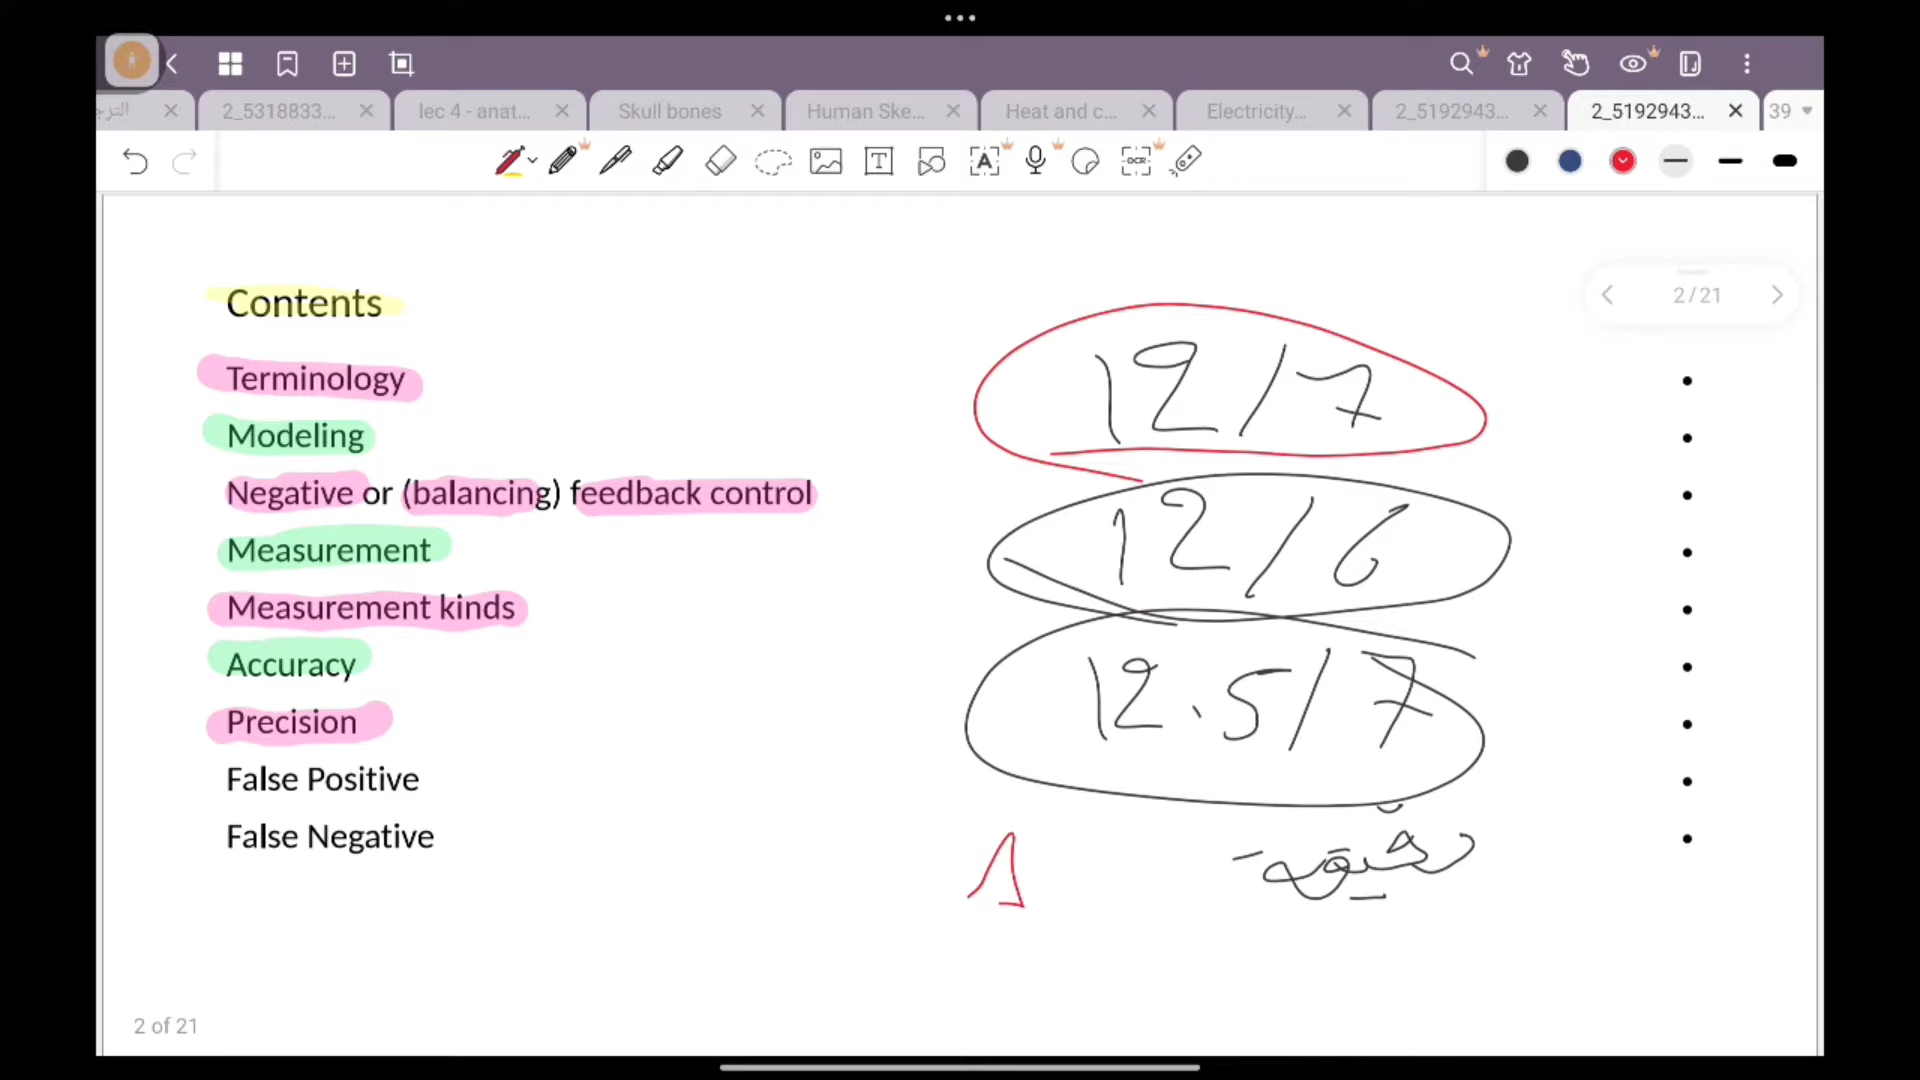 الترج
2_5318833...
lec 4 - anat...
Skull bones
Human Ske...
Heat and c...
Electricity...
2_5192943...
2_5192943...
39
A
OCR
Contents
2/21
Terminology
Modeling
Negative or (balancing) feedback control
Measurement
Measurement kinds
Accuracy
Precision
False Positive
False Negative
12/7
12/6
12.5/7
2 of 21